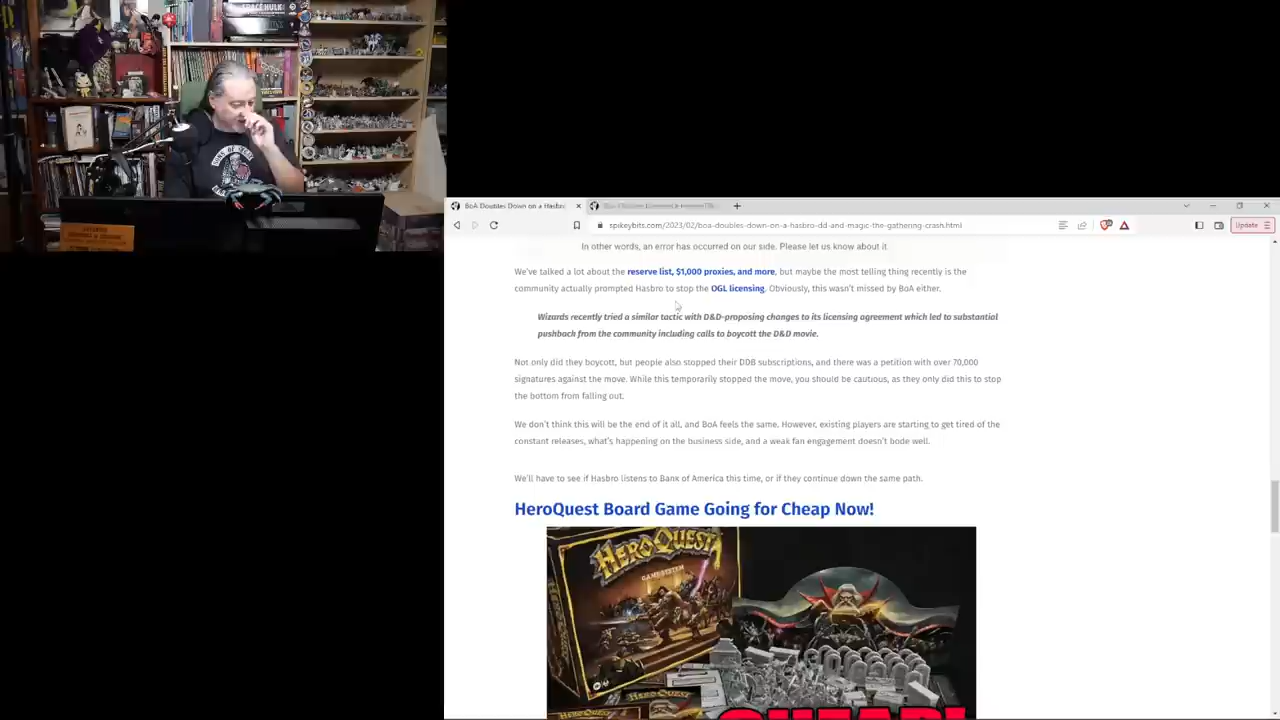 SPACE HULK
BoA Doubles Down on a Hasbro
Update
spikeybits.com/2023/02/boa-doubles-down-on-a-hasbro-dd-and-magic-the-gathering-crash.html
In other words, an error has occurred on our side. Please let us know about it
We've talked a lot about the reserve list, $1,000 proxies, and more, but maybe the most telling thing recently is the
community actually prompted Hasbro to stop the OGL licensing. Obviously, this wasn't missed by BoA either.
Wizards recently tried a similar tactic with D&D-proposing changes to its licensing agreement which led to substantial
pushback from the community including calls to boycott the D&D movie.
Not only did they boycott, but people also stopped their DDB subscriptions, and there was a petition with over 70,000
signatures against the move. While this temporarily stopped the move, you should be cautious, as they only did this to stop
the bottom from falling out.
We don't think this will be the end of it all, and BoA feels the same. However, existing players are starting to get tired of the
constant releases, what's happening on the business side, and a weak fan engagement doesn't bode well.
We'll have to see if Hasbro listens to Bank of America this time, or if they continue down the same path.
HeroQuest Board Game Going for Cheap Now!
HEROQUEST
GAME SYSTEM
HEROQUEST